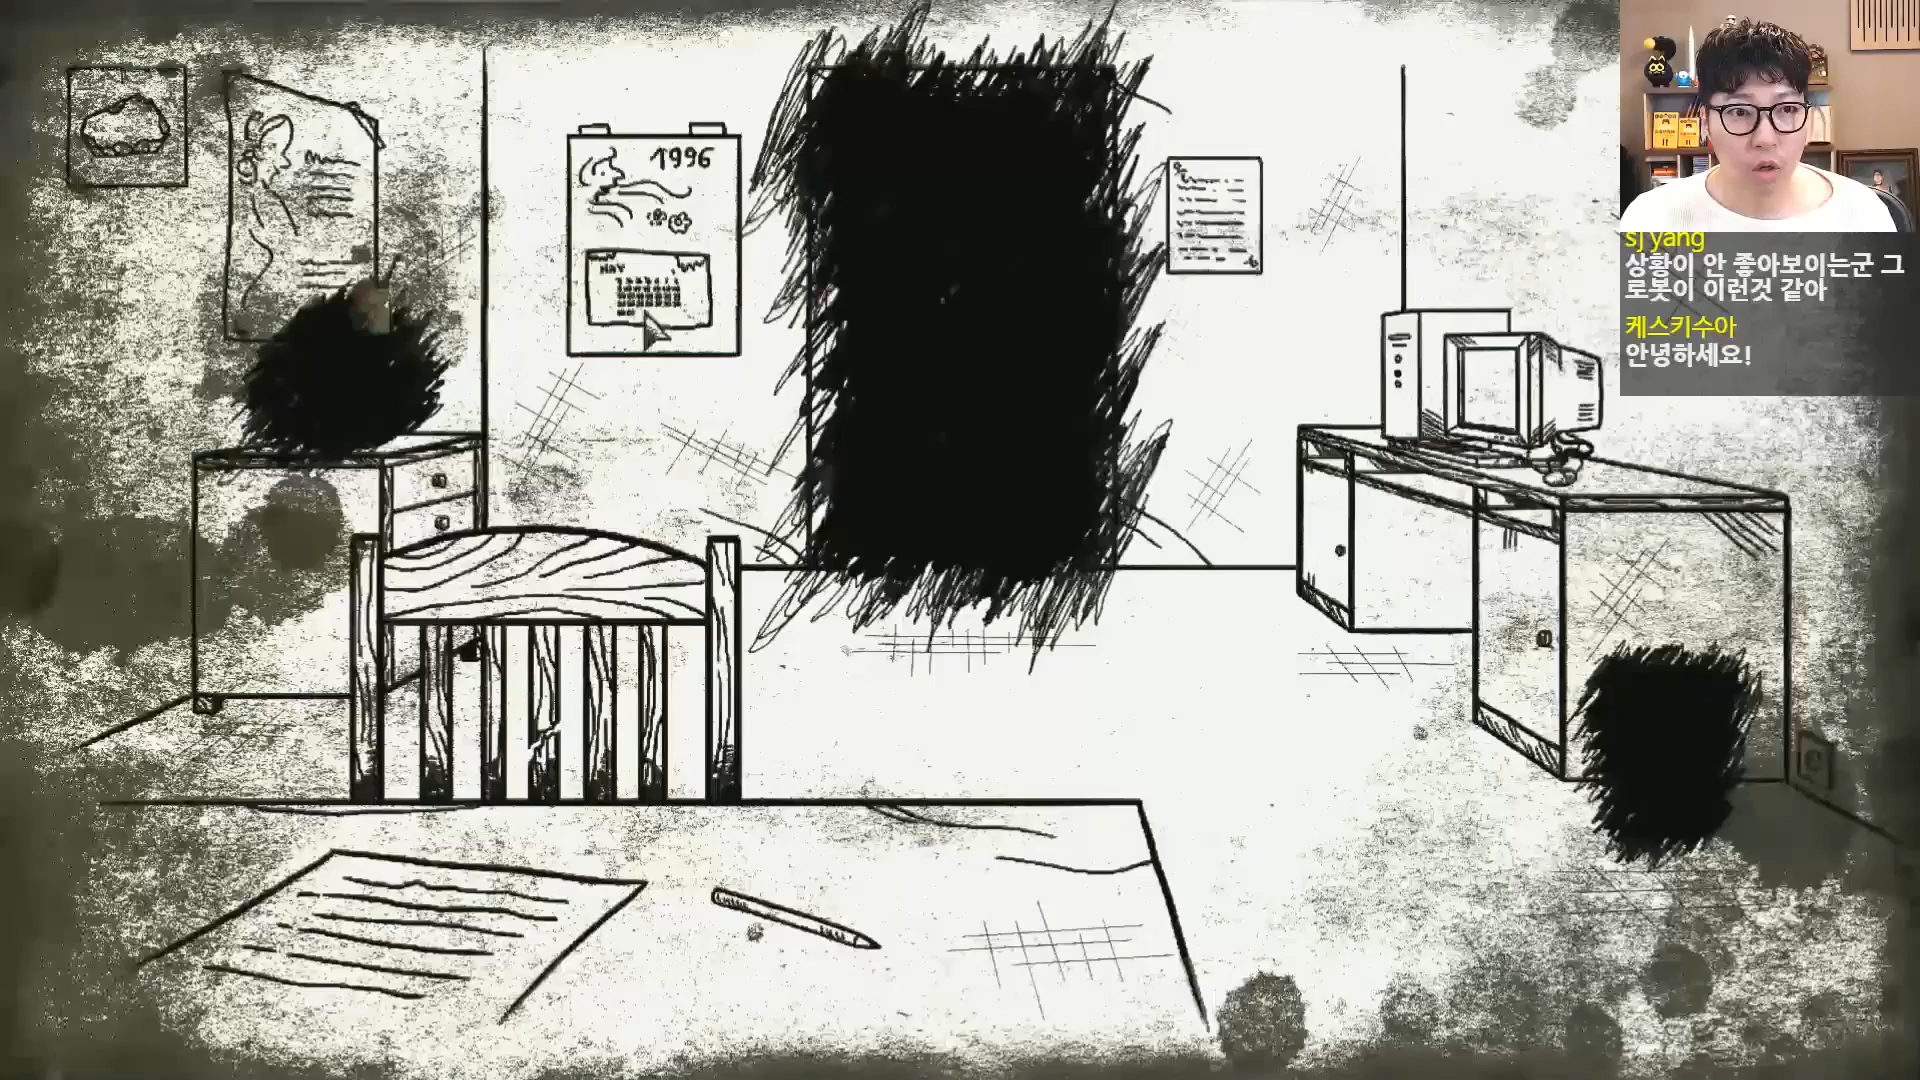 1996
MAY
sj yang
상황이 안 좋아보이는군 그
로봇이 이런것 같아
케스키수아
안녕하세요!